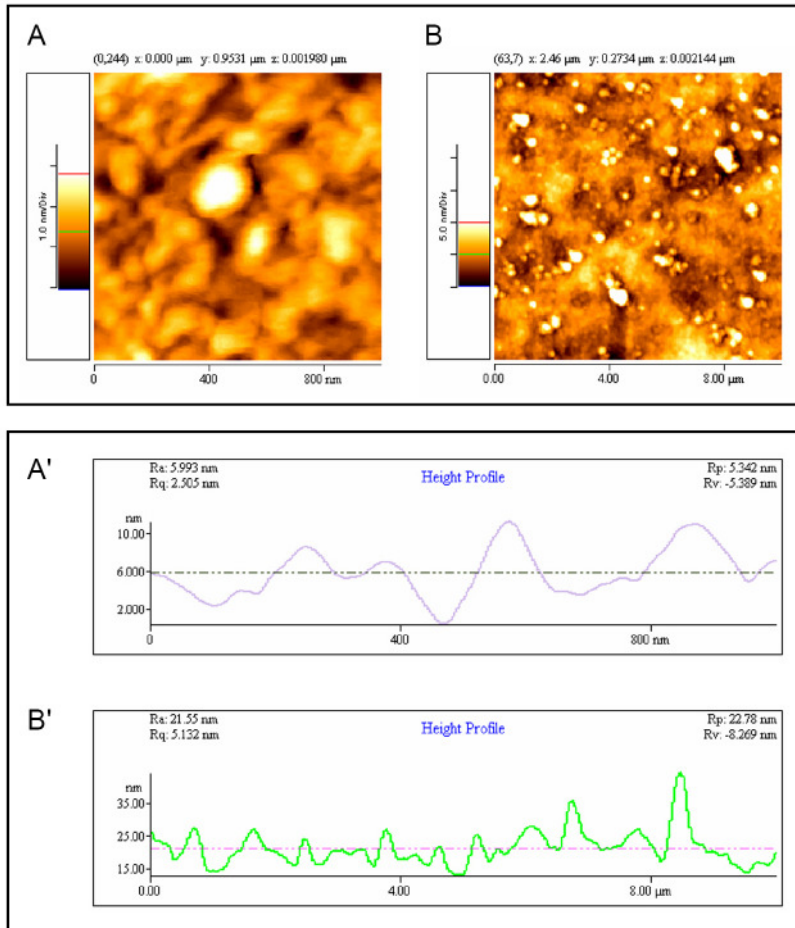 A
(0,244) x: 0.000 µm y: 0.9531 µm z: 0.001980 µm
1.0 nm/Div
0 400 800 nm
B
(63,7) x: 2.46 µm y: 0.2734 µm z: 0.002144 µm
5.0 nm/Div
0.00 4.00 8.00 µm
A'
Ra: 5.993 nm
Rq: 2.505 nm
Height Profile
Rp: 5.342 nm
Rv: -5.389 nm
nm
10.00
6.000
2.000
0 400 800 nm
B'
Ra: 21.55 nm
Rq: 5.132 nm
Height Profile
Rp: 22.78 nm
Rv: -8.269 nm
nm
35.00
25.00
15.00
0.00 4.00 8.00 µm